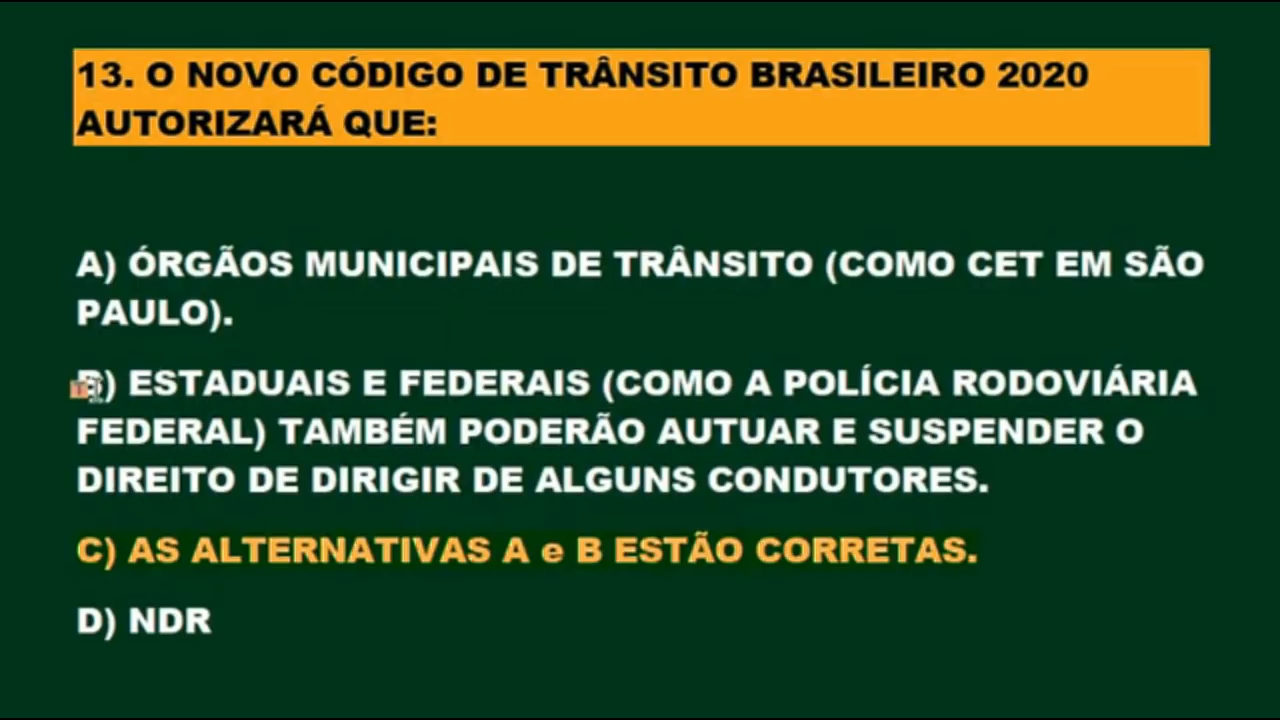 13. O NOVO CÓDIGO DE TRÂNSITO BRASILEIRO 2020
AUTORIZARÁ QUE:
A) ÓRGÃOS MUNICIPAIS DE TRÂNSITO (COMO CET EM SÃO
PAULO).
B) ESTADUAIS E FEDERAIS (COMO A POLÍCIA RODOVIÁRIA
FEDERAL) TAMBÉM PODERÃO AUTUAR E SUSPENDER O
DIREITO DE DIRIGIR DE ALGUNS CONDUTORES.
C) AS ALTERNATIVAS A e B ESTÃO CORRETAS.
D) NDR